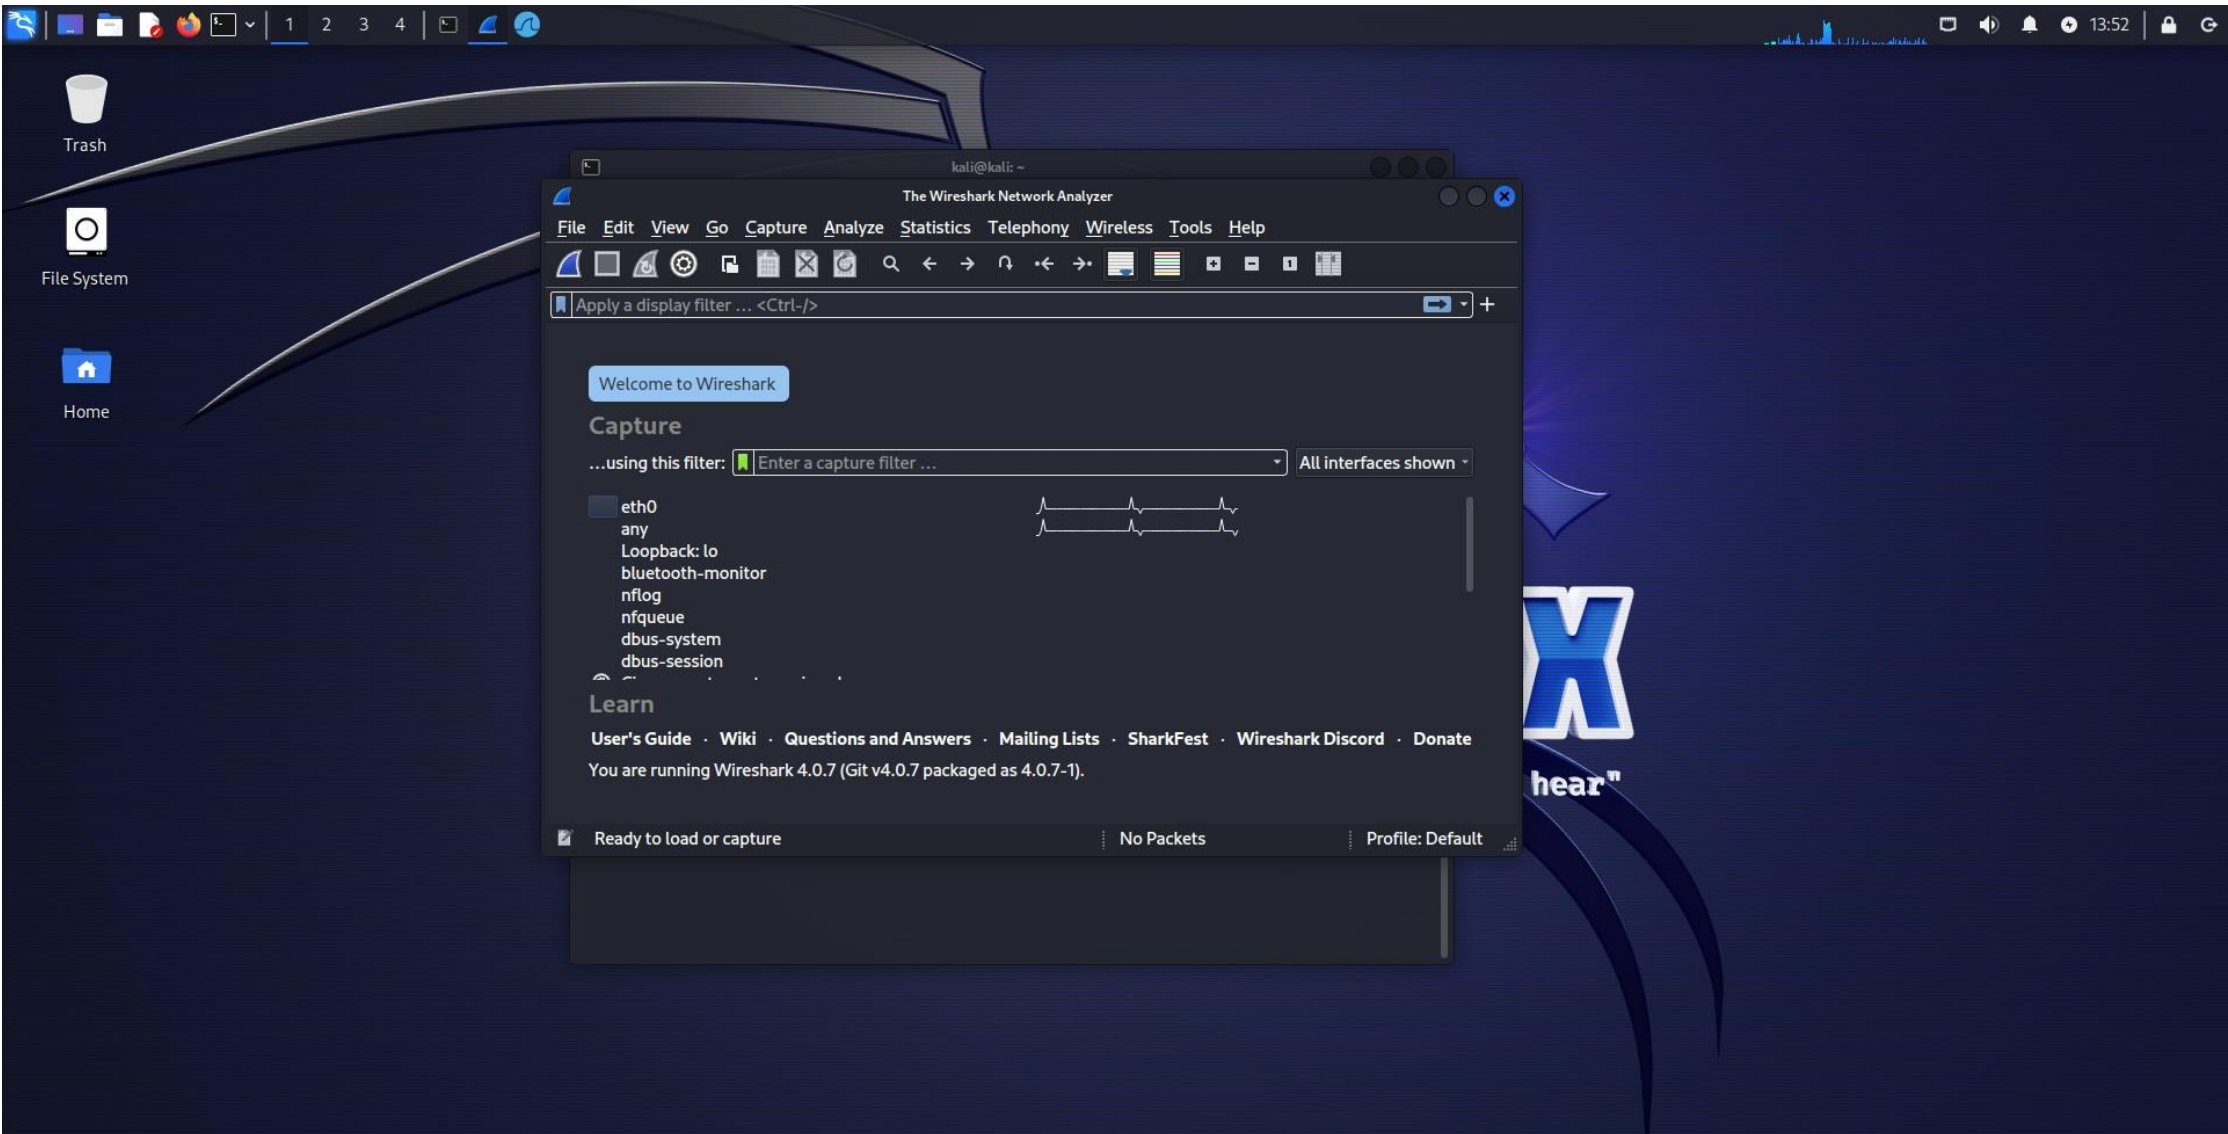 1 2 3 4
13:52
Trash
File System
Home
kali@kali: ~
The Wireshark Network Analyzer
File Edit View Go Capture Analyze Statistics Telephony Wireless Tools Help
Apply a display filter … <Ctrl-/>
Welcome to Wireshark
Capture
…using this filter: Enter a capture filter … All interfaces shown
eth0
any
Loopback: lo
bluetooth-monitor
nflog
nfqueue
dbus-system
dbus-session
Learn
User's Guide · Wiki · Questions and Answers · Mailing Lists · SharkFest · Wireshark Discord · Donate
You are running Wireshark 4.0.7 (Git v4.0.7 packaged as 4.0.7-1).
Ready to load or capture No Packets Profile: Default
X
hear"